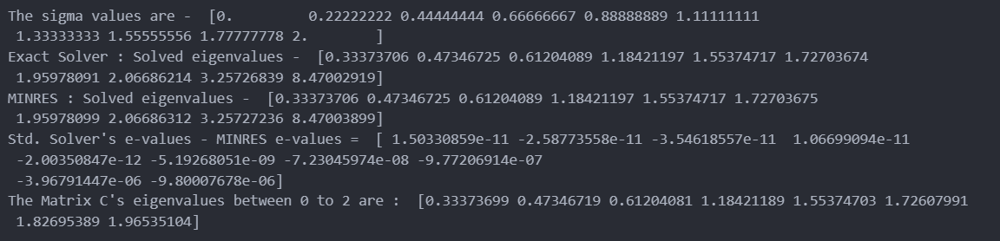 The sigma values are -  [0.         0.22222222 0.44444444 0.66666667 0.88888889 1.11111111
 1.33333333 1.55555556 1.77777778 2.        ]
Exact Solver : Solved eigenvalues -  [0.33373706 0.47346725 0.61204089 1.18421197 1.55374717 1.72703674
 1.95978091 2.06686214 3.25726839 8.47002919]
MINRES : Solved eigenvalues -  [0.33373706 0.47346725 0.61204089 1.18421197 1.55374717 1.72703675
 1.95978099 2.06686312 3.25727236 8.47003899]
Std. Solver's e-values - MINRES e-values =  [ 1.50330859e-11 -2.58773558e-11 -3.54618557e-11  1.06699094e-11
 -2.00350847e-12 -5.19268051e-09 -7.23045974e-08 -9.77206914e-07
 -3.96791447e-06 -9.80007678e-06]
The Matrix C's eigenvalues between 0 to 2 are :  [0.33373699 0.47346719 0.61204081 1.18421189 1.55374703 1.72607991
 1.82695389 1.96535104]